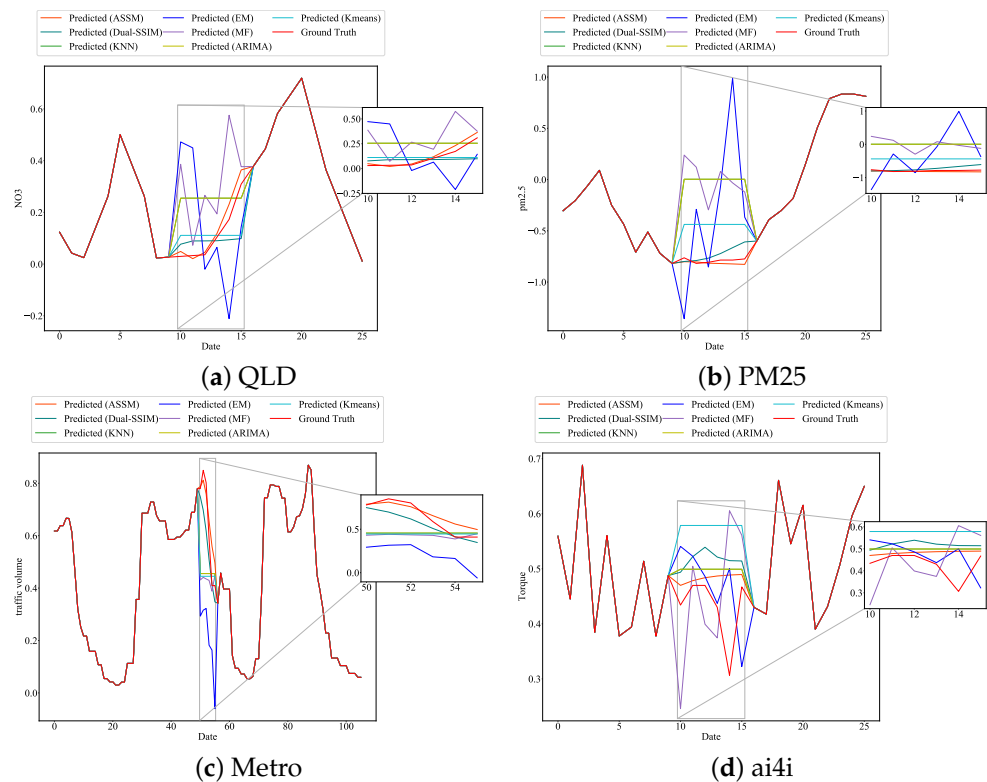 Predicted (ASSM) Predicted (EM) Predicted (Kmeans)
Predicted (Dual-SSIM) Predicted (MF) Ground Truth
Predicted (KNN) Predicted (ARIMA)
0.6
0.4
0.2
0.0
−0.2
NO3
0 5 10 15 20 25
Date
0.50
0.25
0.00
−0.25
10 12 14
(a) QLD
Predicted (ASSM) Predicted (EM) Predicted (Kmeans)
Predicted (Dual-SSIM) Predicted (MF) Ground Truth
Predicted (KNN) Predicted (ARIMA)
1.0
0.5
0.0
−0.5
−1.0
pm2.5
0 5 10 15 20 25
Date
1
0
−1
10 12 14
(b) PM25
Predicted (ASSM) Predicted (EM) Predicted (Kmeans)
Predicted (Dual-SSIM) Predicted (MF) Ground Truth
Predicted (KNN) Predicted (ARIMA)
0.8
0.6
0.4
0.2
0.0
traffic volume
0 20 40 60 80 100
Date
0.5
0.0
50 52 54
(c) Metro
Predicted (ASSM) Predicted (EM) Predicted (Kmeans)
Predicted (Dual-SSIM) Predicted (MF) Ground Truth
Predicted (KNN) Predicted (ARIMA)
0.7
0.6
0.5
0.4
0.3
Torque
0 5 10 15 20 25
Date
0.6
0.5
0.4
0.3
10 12 14
(d) ai4i